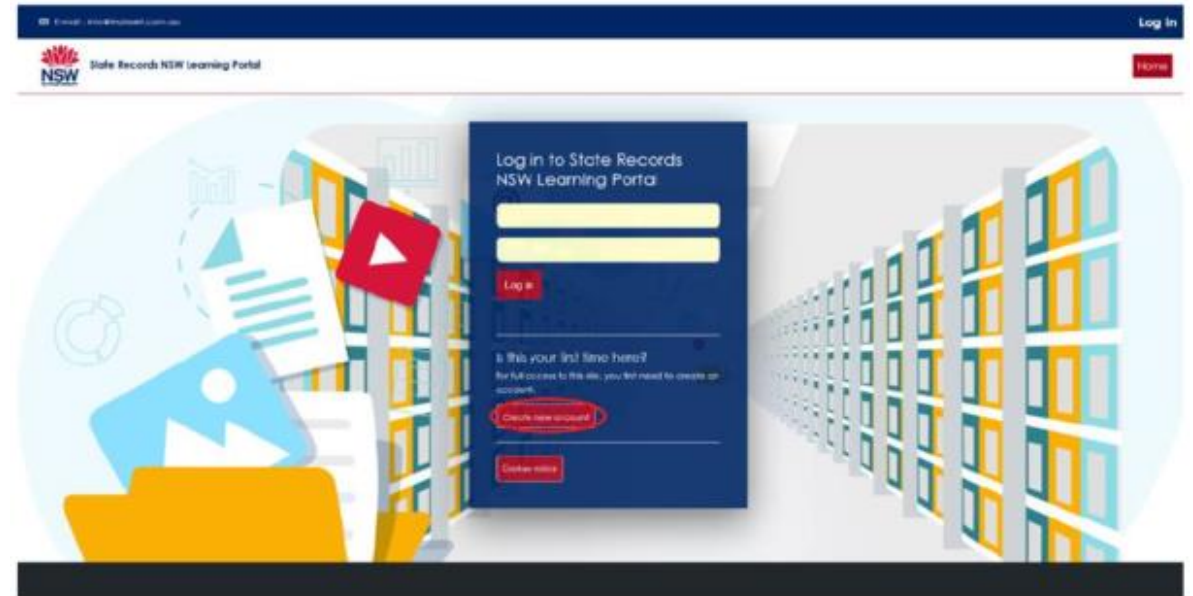 Log in
NSW
State Records NSW Learning Portal
Home
Log in to State Records
NSW Learning Portal
Log in
Is this your first time here?
For full access to this site, you first need to create an
account.
Create new account
Cookies notice